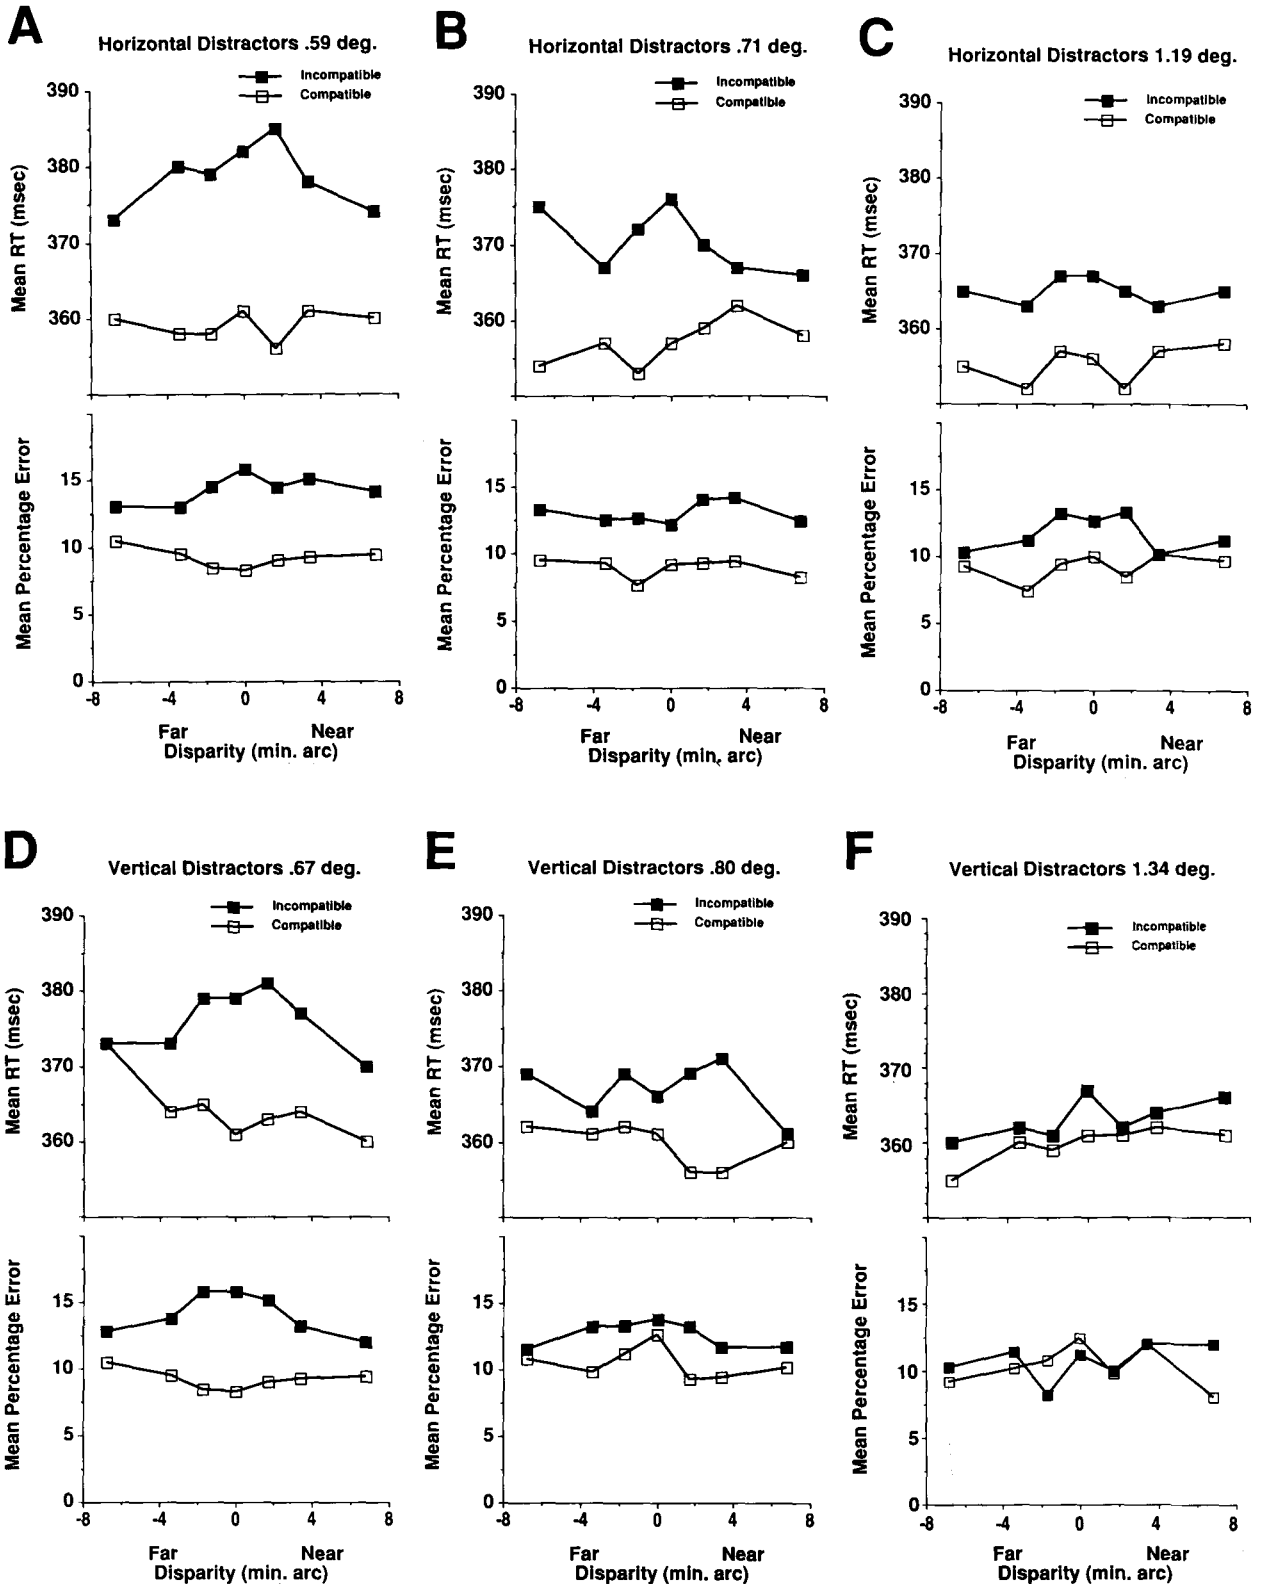 A
Horizontal Distractors .59 deg.
Incompatible
Compatible
390
380
370
360
Mean RT (msec)
15
10
5
0
Mean Percentage Error
-8 -4 0 4 8
Far Near
Disparity (min. arc)
B
Horizontal Distractors .71 deg.
Incompatible
Compatible
390
380
370
360
Mean RT (msec)
15
10
5
0
Mean Percentage Error
-8 -4 0 4 8
Far Near
Disparity (min. arc)
C
Horizontal Distractors 1.19 deg.
Incompatible
Compatible
390
380
370
360
Mean RT (msec)
15
10
5
0
Mean Percentage Error
-8 -4 0 4 8
Far Near
Disparity (min. arc)
D
Vertical Distractors .67 deg.
Incompatible
Compatible
390
380
370
360
Mean RT (msec)
15
10
5
0
Mean Percentage Error
-8 -4 0 4 8
Far Near
Disparity (min. arc)
E
Vertical Distractors .80 deg.
Incompatible
Compatible
390
380
370
360
Mean RT (msec)
15
10
5
0
Mean Percentage Error
-8 -4 0 4 8
Far Near
Disparity (min. arc)
F
Vertical Distractors 1.34 deg.
Incompatible
Compatible
390
380
370
360
Mean RT (msec)
15
10
5
0
Mean Percentage Error
-8 -4 0 4 8
Far Near
Disparity (min. arc)